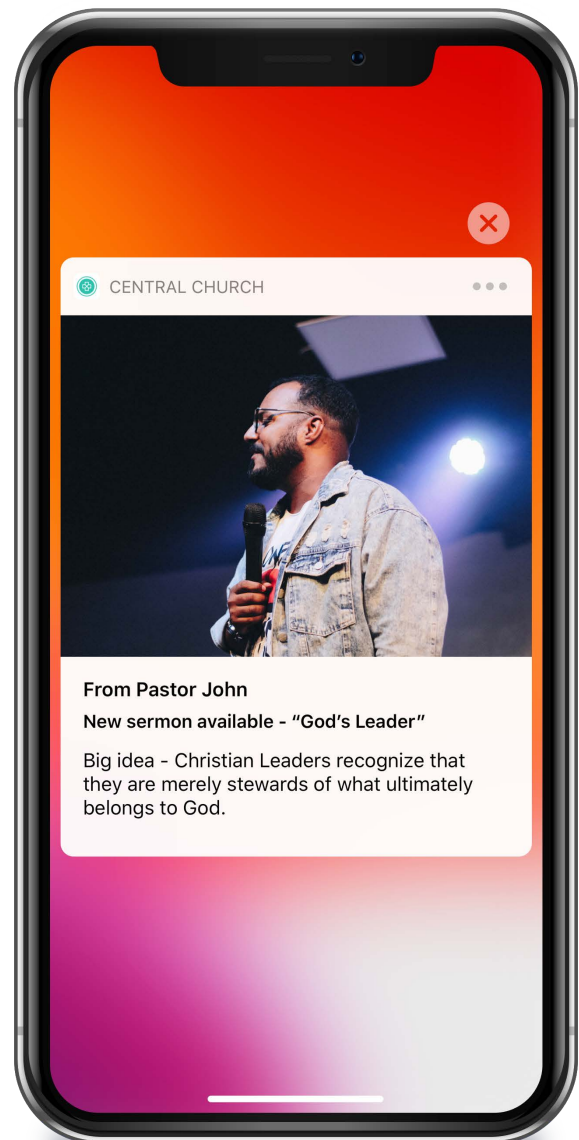 CENTRAL CHURCH
From Pastor John
New sermon available - “God’s Leader”
Big idea - Christian Leaders recognize that
they are merely stewards of what ultimately
belongs to God.